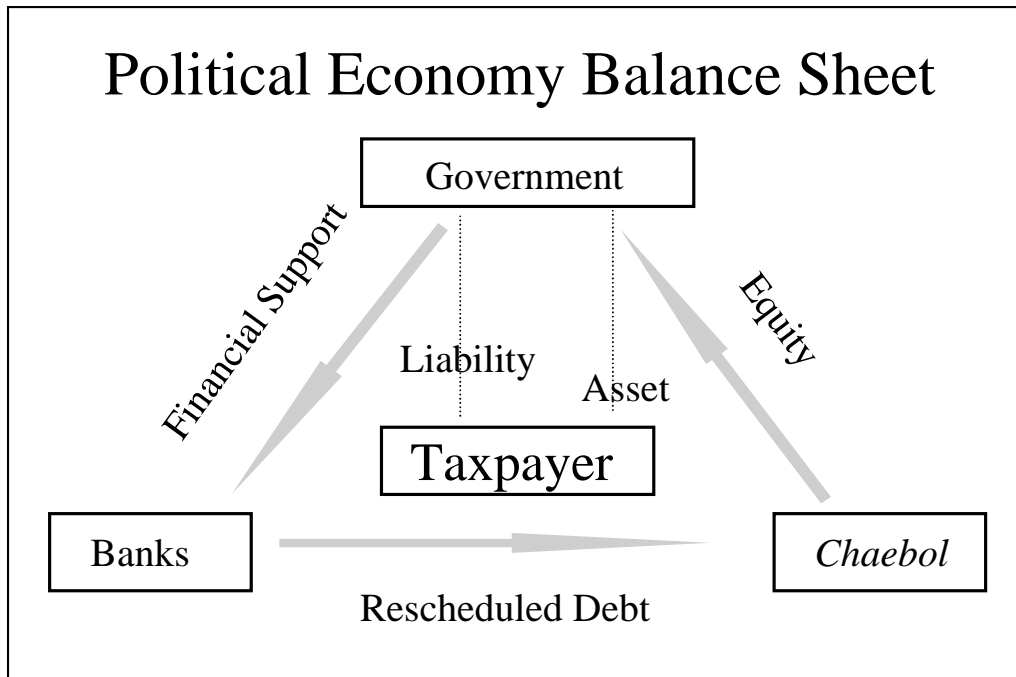 Political Economy Balance Sheet
Government
Financial Support
Equity
Liability
Asset
Taxpayer
Banks
Chaebol
Rescheduled Debt